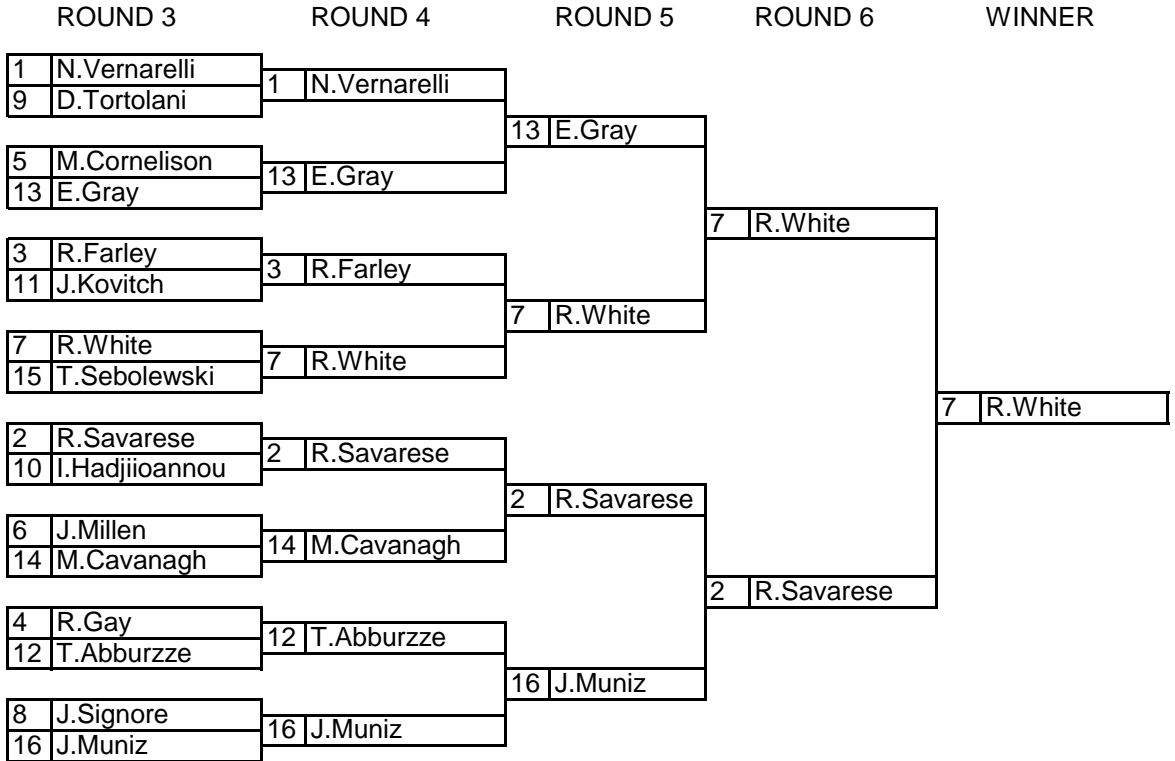 ROUND 3 ROUND 4 ROUND 5 ROUND 6 WINNER
1 N.Vernarelli
9 D.Tortolani
1 N.Vernarelli
13 E.Gray
5 M.Cornelison
13 E.Gray
13 E.Gray
7 R.White
3 R.Farley
11 J.Kovitch
3 R.Farley
7 R.White
7 R.White
15 T.Sebolewski
7 R.White
7 R.White
2 R.Savarese
10 I.Hadjiioannou
2 R.Savarese
2 R.Savarese
6 J.Millen
14 M.Cavanagh
14 M.Cavanagh
2 R.Savarese
4 R.Gay
12 T.Abburzze
12 T.Abburzze
16 J.Muniz
8 J.Signore
16 J.Muniz
16 J.Muniz